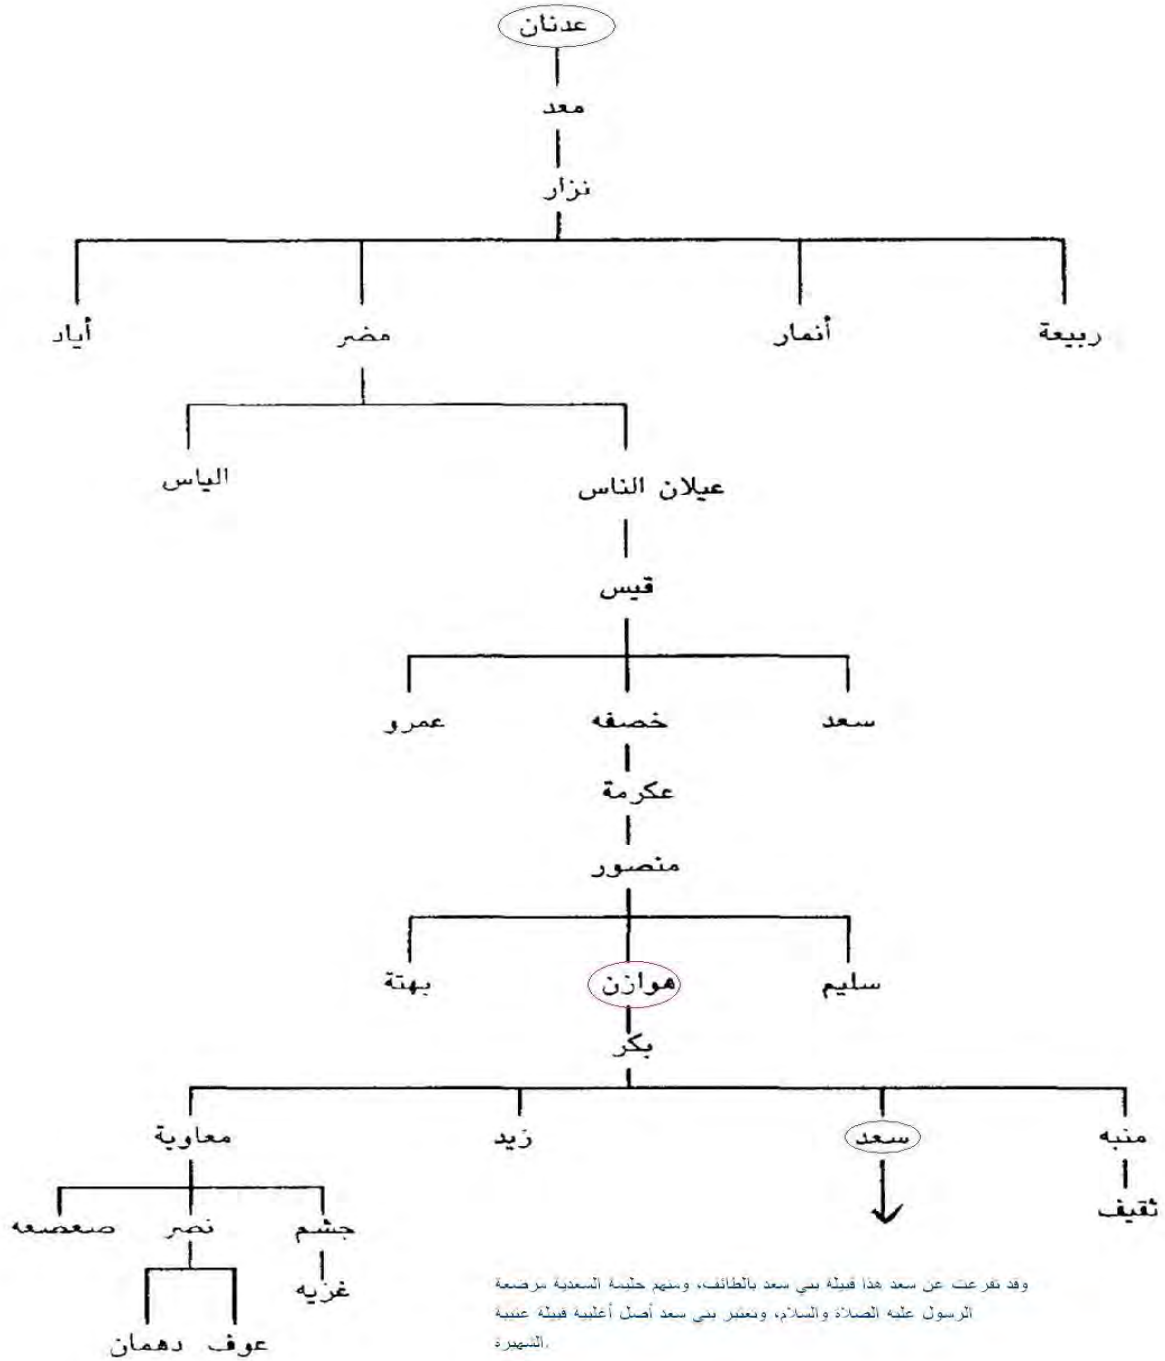 عدنان
معد
نزار
ربيعة أنمار مضر أياد
عيلان الناس الياس
قيس
سعد خصفه عمرو
عكرمة
منصور
سليم هوازن بهتة
بكر
منبه سعد زيد معاوية
ثقيف جشم نصر صعصعه
غزيه
عوف دهمان
وقد تفرعت عن سعد هذا قبيلة بني سعد بالطائف، ومنهم حليمة السعدية مرضعة
الرسول عليه الصلاة والسلام، وتعتبر بني سعد أصل أغلبية قبيلة عتيبة
الشهيرة.